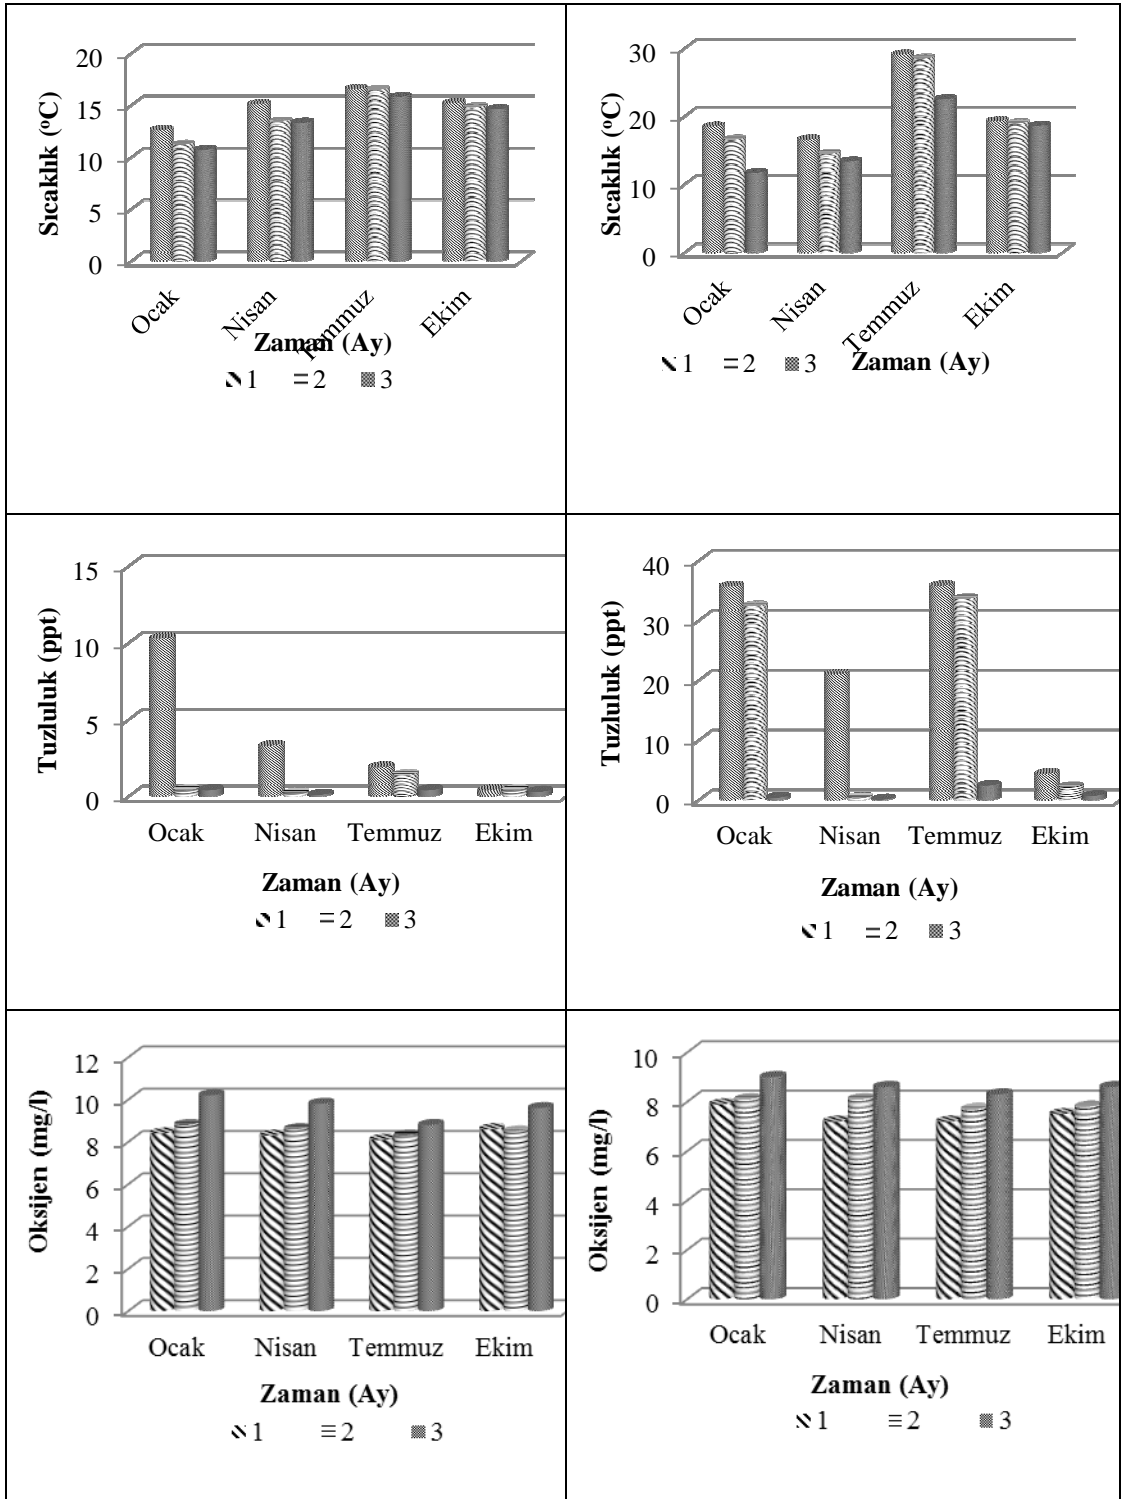 Sıcaklık (°C)
20
15
10
5
0
Ocak
Nisan
Temmuz
Ekim
Zaman (Ay)
1 2 3
Sıcaklık (°C)
30
20
10
0
Ocak
Nisan
Temmuz
Ekim
1 2 3 Zaman (Ay)
Tuzluluk (ppt)
15
10
5
0
Ocak Nisan Temmuz Ekim
Zaman (Ay)
1 2 3
Tuzluluk (ppt)
40
30
20
10
0
Ocak Nisan Temmuz Ekim
Zaman (Ay)
1 2 3
Oksijen (mg/l)
12
10
8
6
4
2
0
Ocak Nisan Temmuz Ekim
Zaman (Ay)
1 2 3
Oksijen (mg/l)
10
8
6
4
2
0
Ocak Nisan Temmuz Ekim
Zaman (Ay)
1 2 3